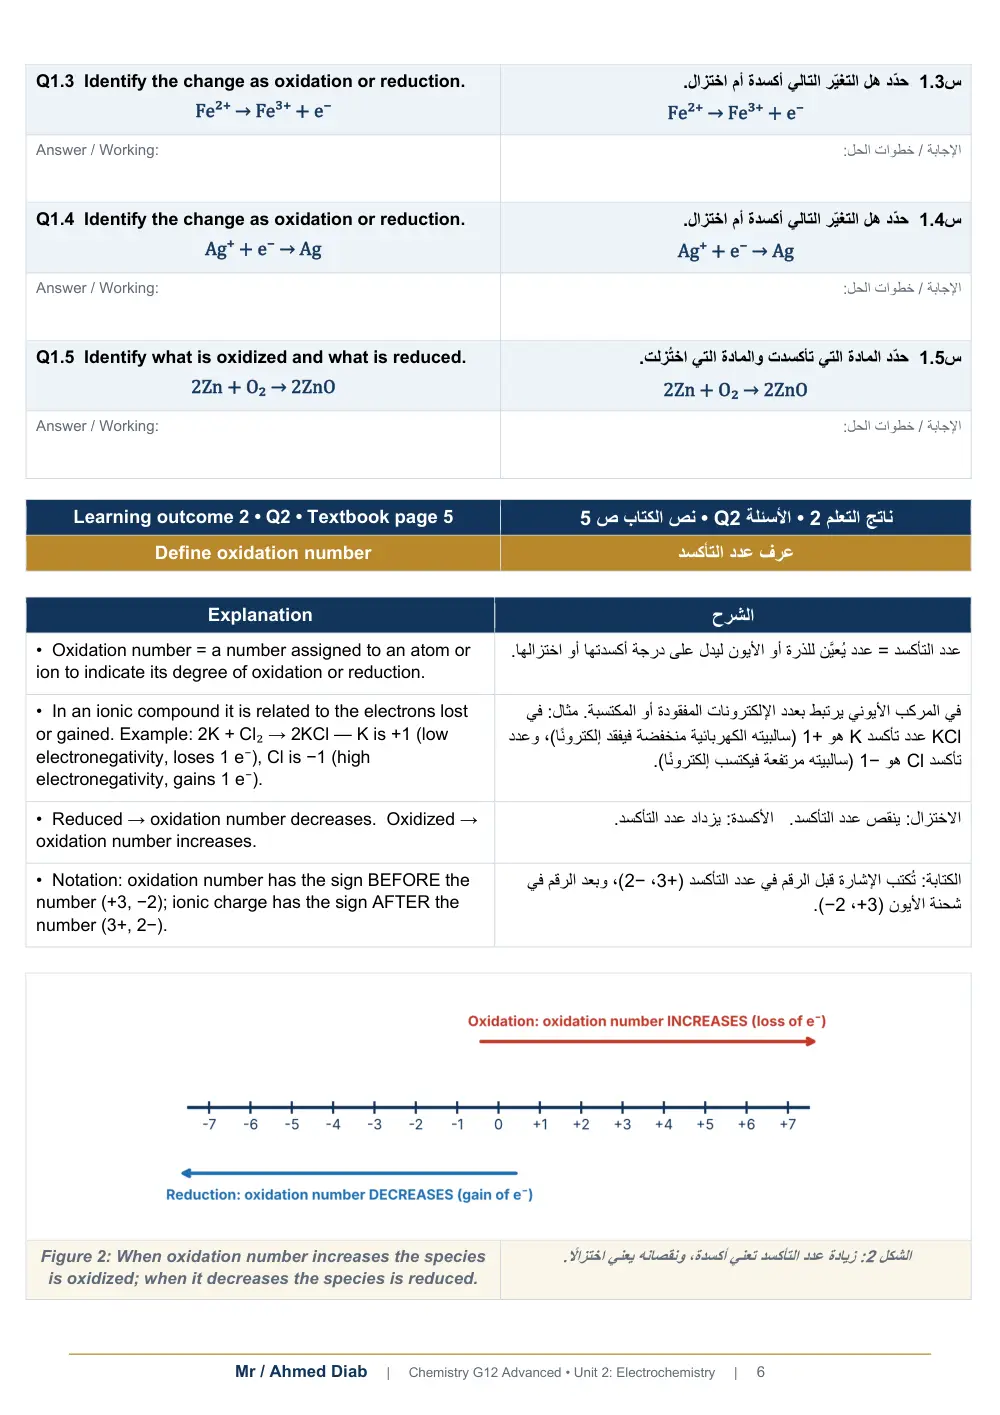 Q1.3 Identify the change as oxidation or reduction.
Fe²⁺ → Fe³⁺ + e⁻
س1.3 حدّد هل التغيّر التالي أكسدة أم اختزال.
Fe²⁺ → Fe³⁺ + e⁻
Answer / Working:
الإجابة / خطوات الحل:
Q1.4 Identify the change as oxidation or reduction.
Ag⁺ + e⁻ → Ag
س1.4 حدّد هل التغيّر التالي أكسدة أم اختزال.
Ag⁺ + e⁻ → Ag
Answer / Working:
الإجابة / خطوات الحل:
Q1.5 Identify what is oxidized and what is reduced.
2Zn + O₂ → 2ZnO
س1.5 حدّد المادة التي تأكسدت والمادة التي اختُزلت.
2Zn + O₂ → 2ZnO
Answer / Working:
الإجابة / خطوات الحل:
Learning outcome 2 • Q2 • Textbook page 5
ناتج التعلم 2 • الأسئلة Q2 • نص الكتاب ص 5
Define oxidation number
عرف عدد التأكسد
Explanation
الشرح
• Oxidation number = a number assigned to an atom or
ion to indicate its degree of oxidation or reduction.
عدد التأكسد = عدد يُعيَّن للذرة أو الأيون ليدل على درجة أكسدتها أو اختزالها.
• In an ionic compound it is related to the electrons lost
or gained. Example: 2K + Cl₂ → 2KCl — K is +1 (low
electronegativity, loses 1 e⁻), Cl is −1 (high
electronegativity, gains 1 e⁻).
في المركب الأيوني يرتبط بعدد الإلكترونات المفقودة أو المكتسبة. مثال: في
KCl عدد تأكسد K هو +1 (سالبيته الكهربائية منخفضة فيفقد إلكترونًا)، وعدد
تأكسد Cl هو −1 (سالبيته مرتفعة فيكتسب إلكترونًا).
• Reduced → oxidation number decreases. Oxidized →
oxidation number increases.
الاختزال: ينقص عدد التأكسد. الأكسدة: يزداد عدد التأكسد.
• Notation: oxidation number has the sign BEFORE the
number (+3, −2); ionic charge has the sign AFTER the
number (3+, 2−).
الكتابة: تُكتب الإشارة قبل الرقم في عدد التأكسد (+3، −2)، وبعد الرقم في
شحنة الأيون (3+، 2−).
Oxidation: oxidation number INCREASES (loss of e⁻)
-7 -6 -5 -4 -3 -2 -1 0 +1 +2 +3 +4 +5 +6 +7
Reduction: oxidation number DECREASES (gain of e⁻)
Figure 2: When oxidation number increases the species
is oxidized; when it decreases the species is reduced.
الشكل 2: زيادة عدد التأكسد تعني أكسدة، ونقصانه يعني اختزالًا.
Mr / Ahmed Diab | Chemistry G12 Advanced • Unit 2: Electrochemistry | 6